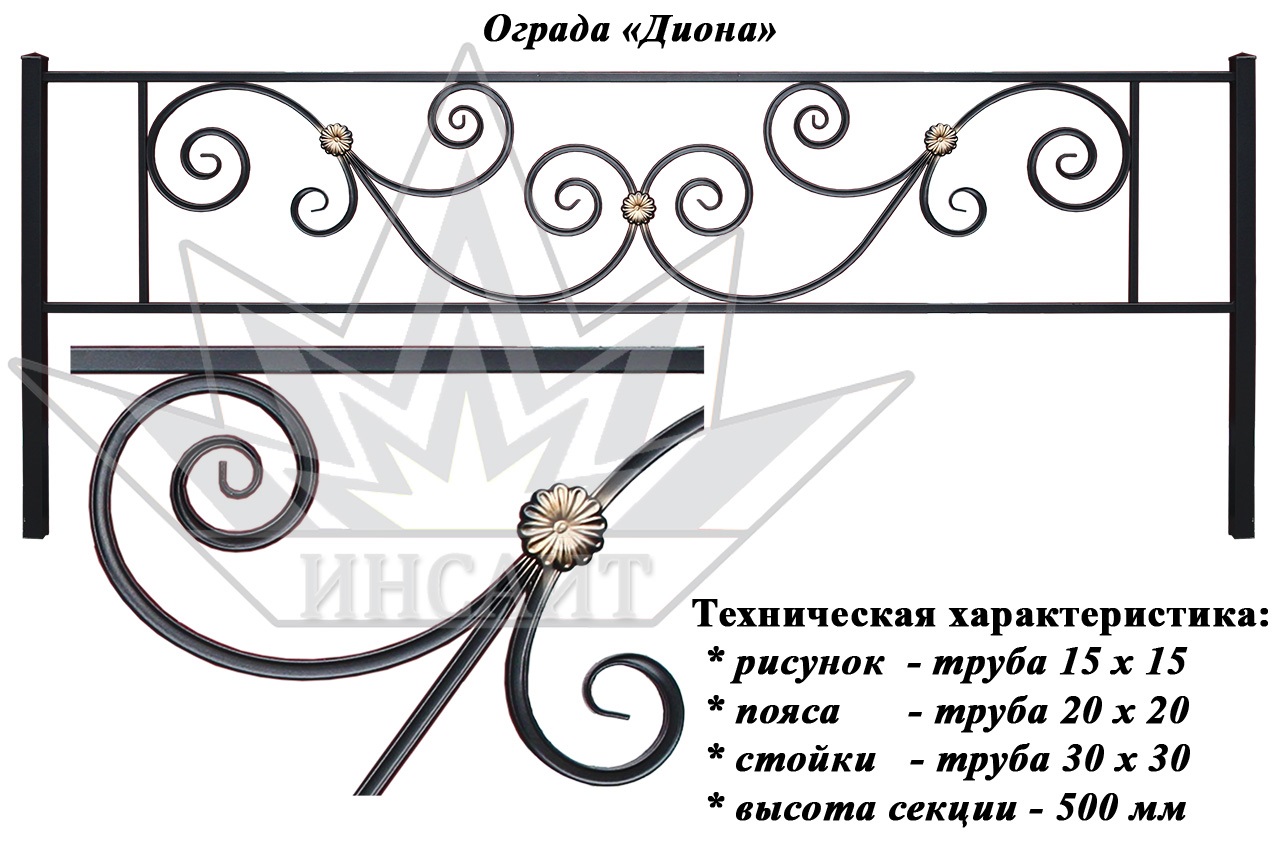 Ограда «Диона»
ИНСАЙТ
Техническая характеристика:
* рисунок - труба 15 х 15
* пояса - труба 20 х 20
* стойки - труба 30 х 30
* высота секции - 500 мм